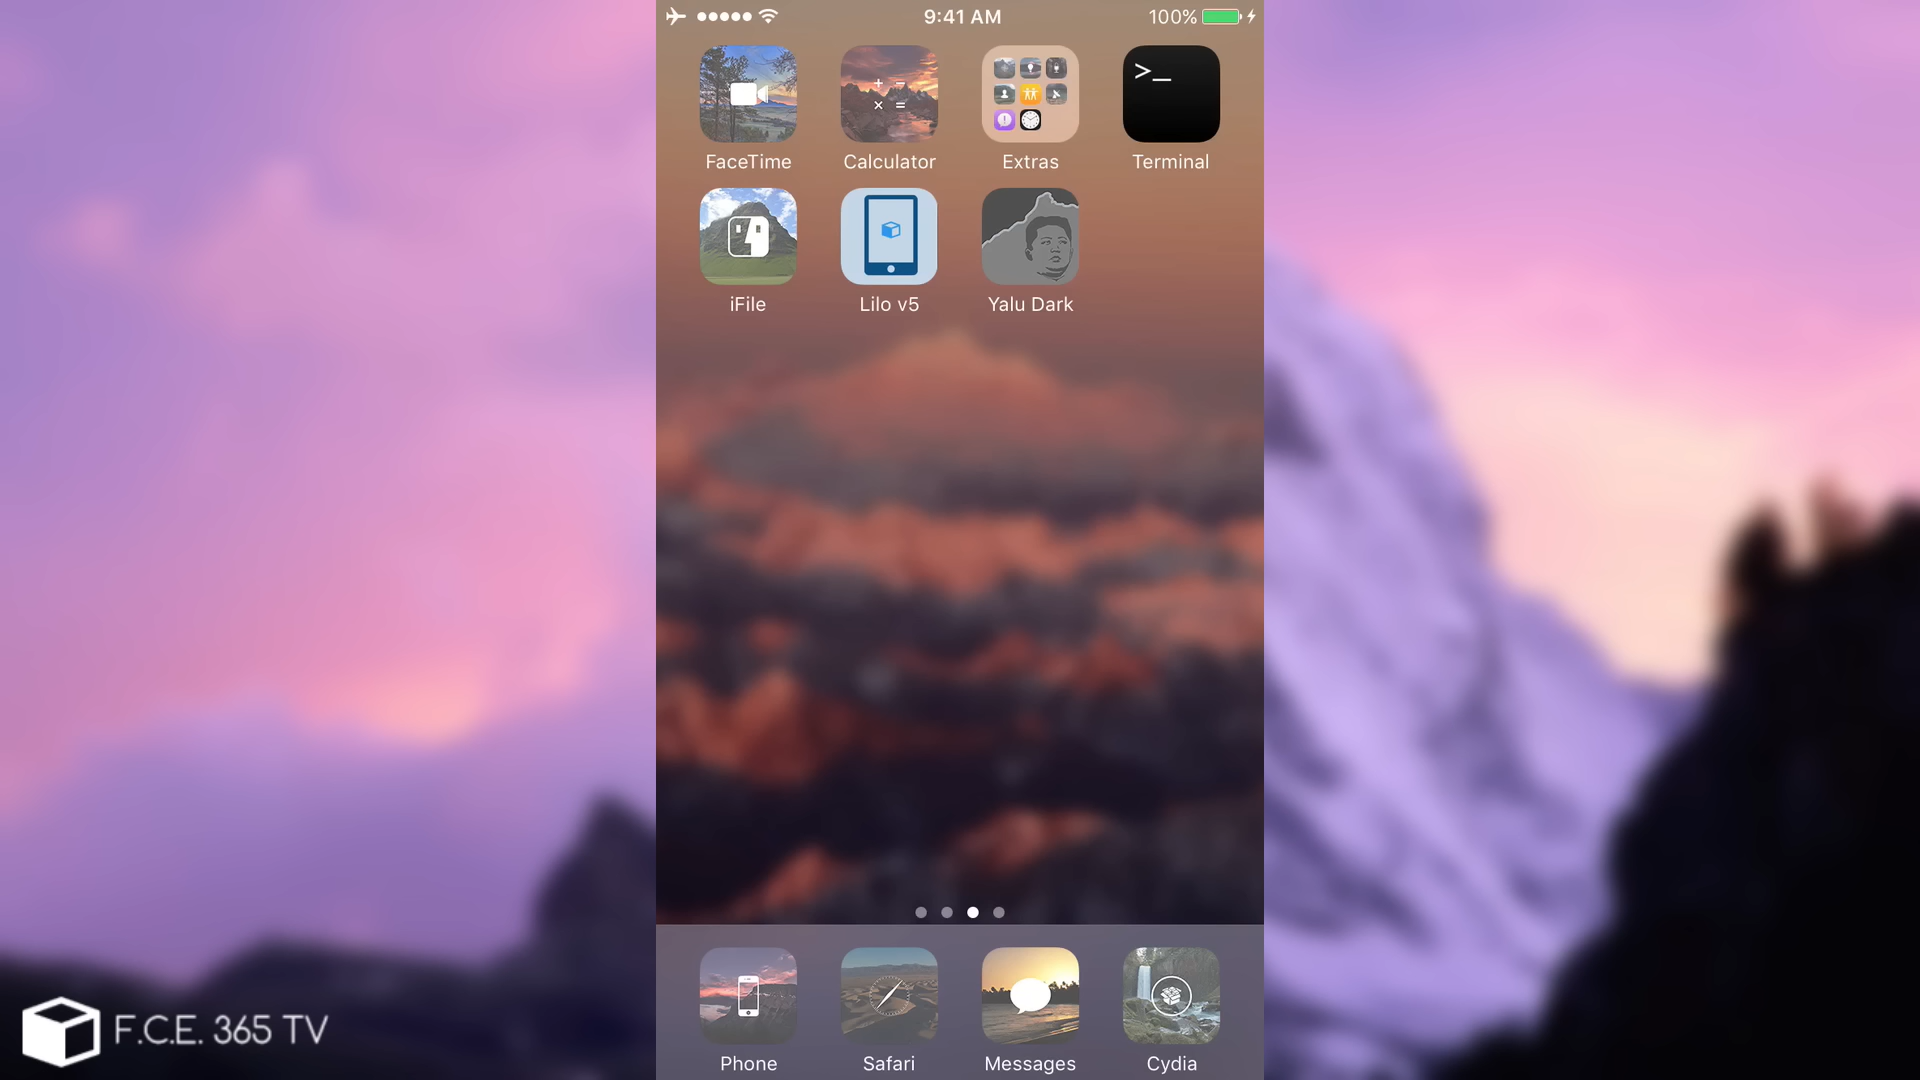 9:41 AM
100%
>_
FaceTime
Calculator
Extras
Terminal
iFile
Lilo v5
Yalu Dark
Phone
Safari
Messages
Cydia
F.C.E. 365 TV